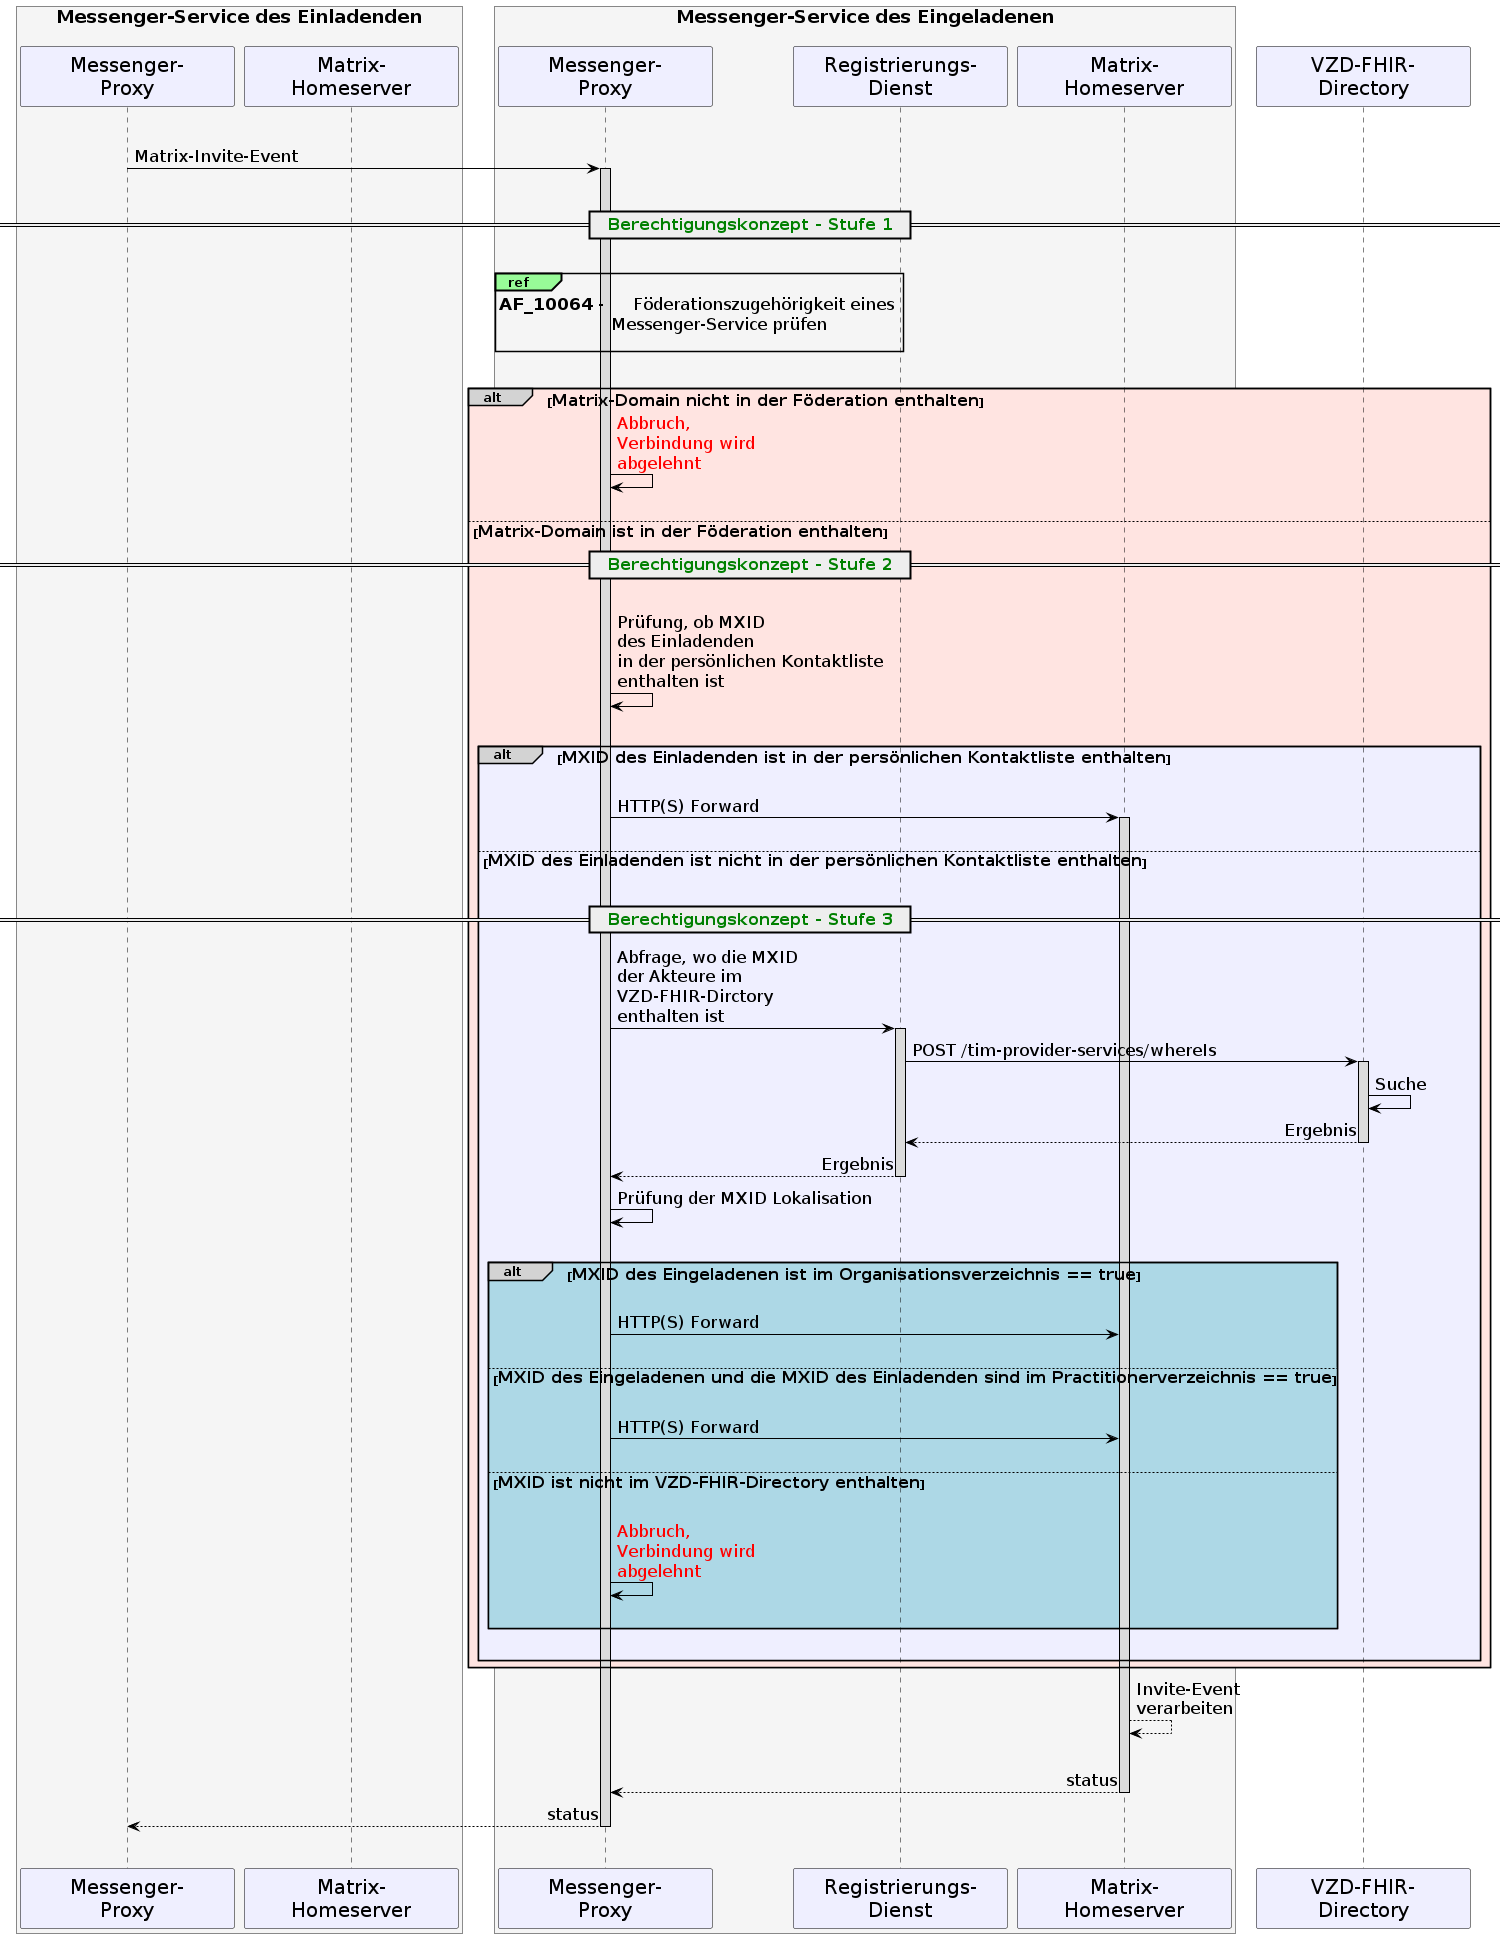 Messenger-Service des Einladenden
Messenger-Service des Eingeladenen
Messenger-
Proxy
Matrix-
Homeserver
Messenger-
Proxy
Registrierungs-
Dienst
Matrix-
Homeserver
VZD-FHIR-
Directory
Matrix-Invite-Event
Berechtigungskonzept - Stufe 1
ref
AF_10064 - Föderationszugehörigkeit eines
Messenger-Service prüfen
alt [Matrix-Domain nicht in der Föderation enthalten]
Abbruch,
Verbindung wird
abgelehnt
[Matrix-Domain ist in der Föderation enthalten]
Berechtigungskonzept - Stufe 2
Prüfung, ob MXID
des Einladenden
in der persönlichen Kontaktliste
enthalten ist
alt [MXID des Einladenden ist in der persönlichen Kontaktliste enthalten]
HTTP(S) Forward
[MXID des Einladenden ist nicht in der persönlichen Kontaktliste enthalten]
Berechtigungskonzept - Stufe 3
Abfrage, wo die MXID
der Akteure im
VZD-FHIR-Dirctory
enthalten ist
POST /tim-provider-services/whereIs
Suche
Ergebnis
Ergebnis
Prüfung der MXID Lokalisation
alt [MXID des Eingeladenen ist im Organisationsverzeichnis == true]
HTTP(S) Forward
[MXID des Eingeladenen und die MXID des Einladenden sind im Practitionerverzeichnis == true]
HTTP(S) Forward
[MXID ist nicht im VZD-FHIR-Directory enthalten]
Abbruch,
Verbindung wird
abgelehnt
Invite-Event
verarbeiten
status
status
Messenger-
Proxy
Matrix-
Homeserver
Messenger-
Proxy
Registrierungs-
Dienst
Matrix-
Homeserver
VZD-FHIR-
Directory